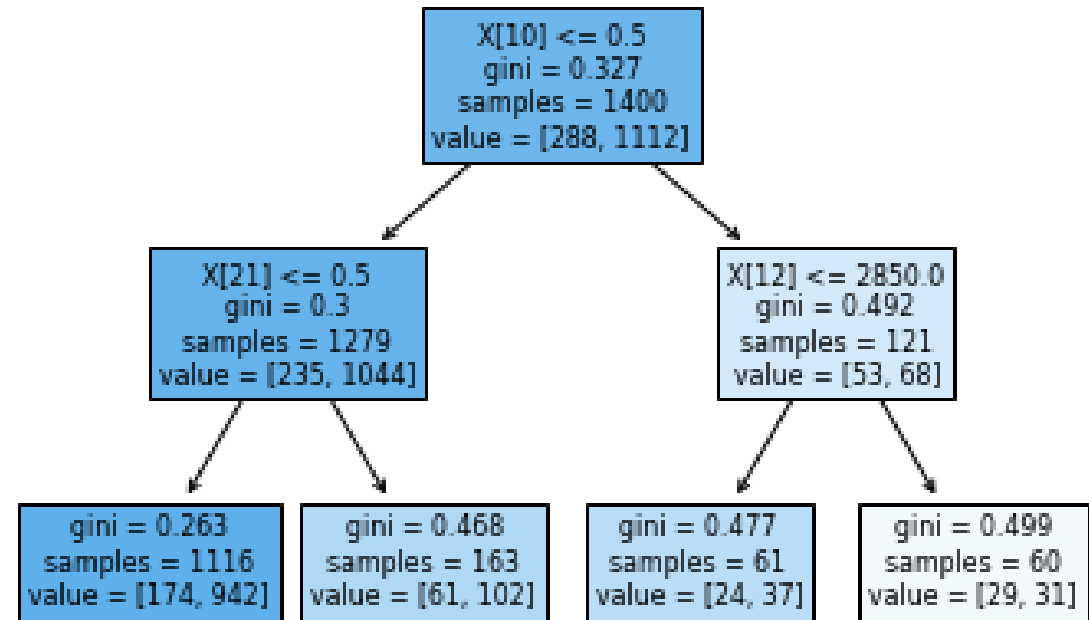 X[10] <= 0.5
gini = 0.327
samples = 1400
value = [288, 1112]
X[21] <= 0.5
gini = 0.3
samples = 1279
value = [235, 1044]
X[12] <= 2850.0
gini = 0.492
samples = 121
value = [53, 68]
gini = 0.263
samples = 1116
value = [174, 942]
gini = 0.468
samples = 163
value = [61, 102]
gini = 0.477
samples = 61
value = [24, 37]
gini = 0.499
samples = 60
value = [29, 31]